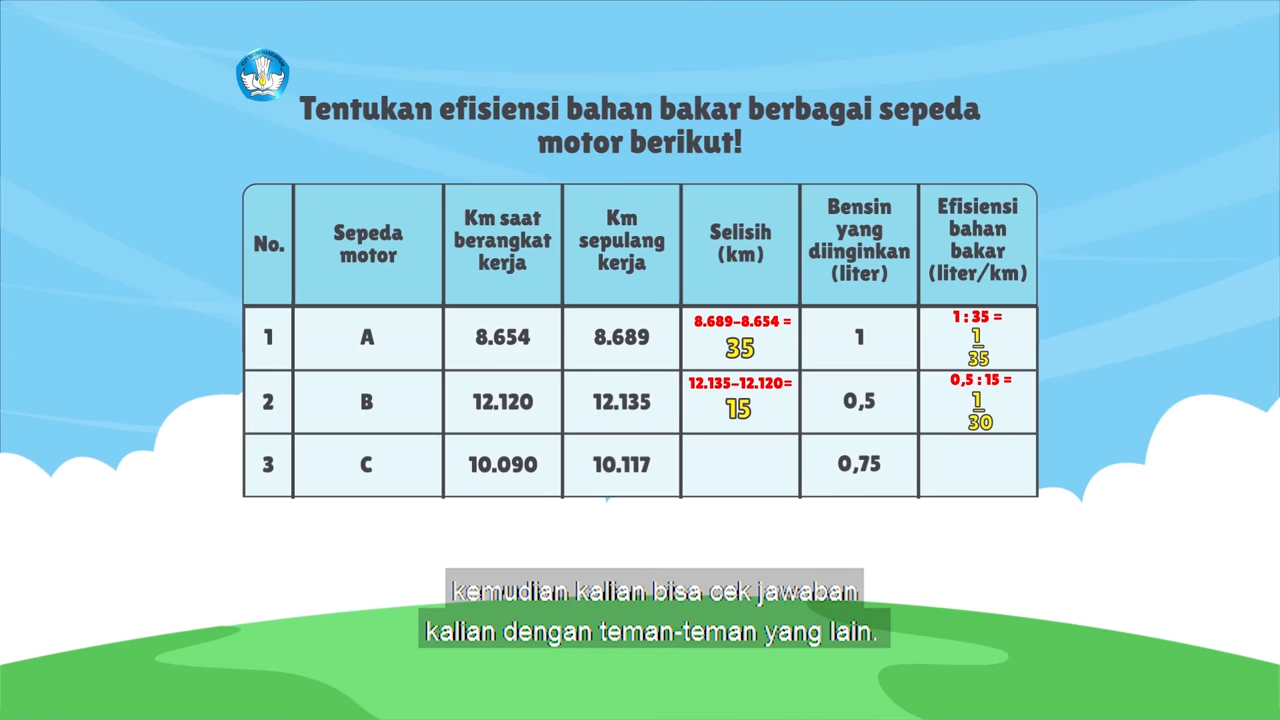 Tentukan efisiensi bahan bakar berbagai sepeda
motor berikut!
No.
Sepeda
motor
Km saat
berangkat
kerja
Km
sepulang
kerja
Selisih
(km)
Bensin
yang
diinginkan
(liter)
Efisiensi
bahan
bakar
(liter/km)
1
A
8.654
8.689
8.689-8.654 =
35
1
1 : 35 =
1
35
2
B
12.120
12.135
12.135-12.120=
15
0,5
0,5 : 15 =
1
30
3
C
10.090
10.117
0,75
kemudian kalian bisa cek jawaban
kalian dengan teman-teman yang lain.